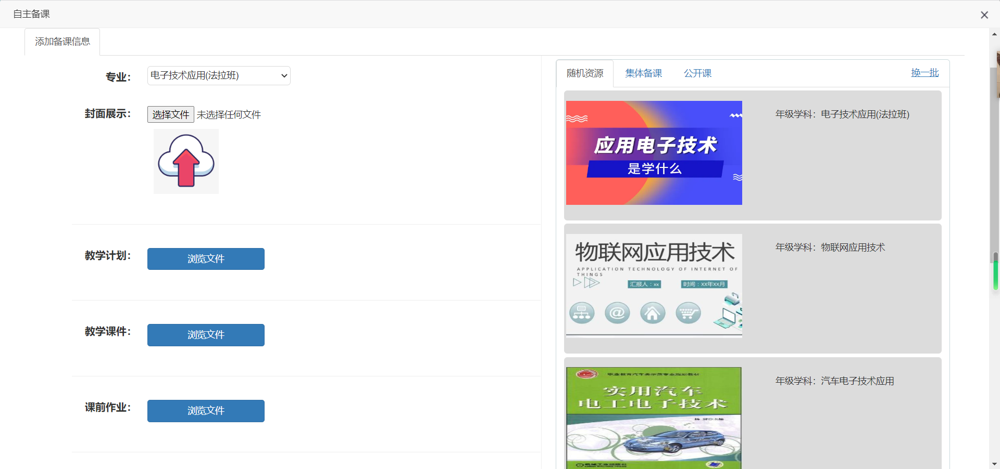 自主备课
添加备课信息
专业：
电子技术应用(法拉班)
封面展示：
选择文件 未选择任何文件
教学计划：
浏览文件
教学课件：
浏览文件
课前作业：
浏览文件
随机资源
集体备课
公开课
换一批
应用电子技术
是学什么
年级学科：电子技术应用(法拉班)
物联网应用技术
APPLICATION TECHNOLOGY OF INTERNET OF
THINGS
汇报人：xx
时间：xx年xx月
年级学科：物联网应用技术
实用汽车
电工电子技术
机械工业出版社
年级学科：汽车电子技术应用